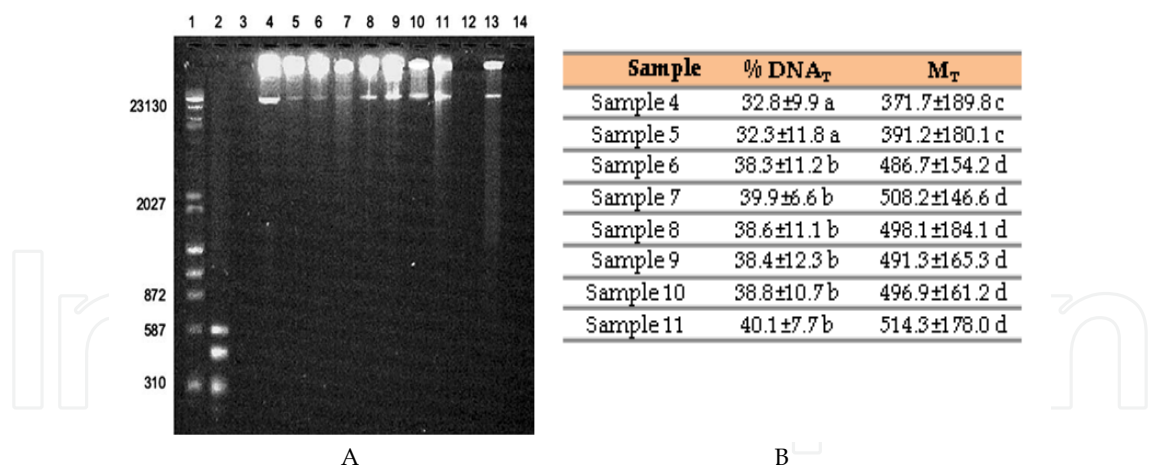 1 2 3 4 5 6 7 8 9 10 11 12 13 14
23130
2027
872
587
310
A
Sample % DNAT MT
Sample 4 32.8±9.9 a 371.7±189.8 c
Sample 5 32.3±11.8 a 391.2±180.1 c
Sample 6 38.3±11.2 b 486.7±154.2 d
Sample 7 39.9±6.6 b 508.2±146.6 d
Sample 8 38.6±11.1 b 498.1±184.1 d
Sample 9 38.4±12.3 b 491.3±165.3 d
Sample 10 38.8±10.7 b 496.9±161.2 d
Sample 11 40.1±7.7 b 514.3±178.0 d
B